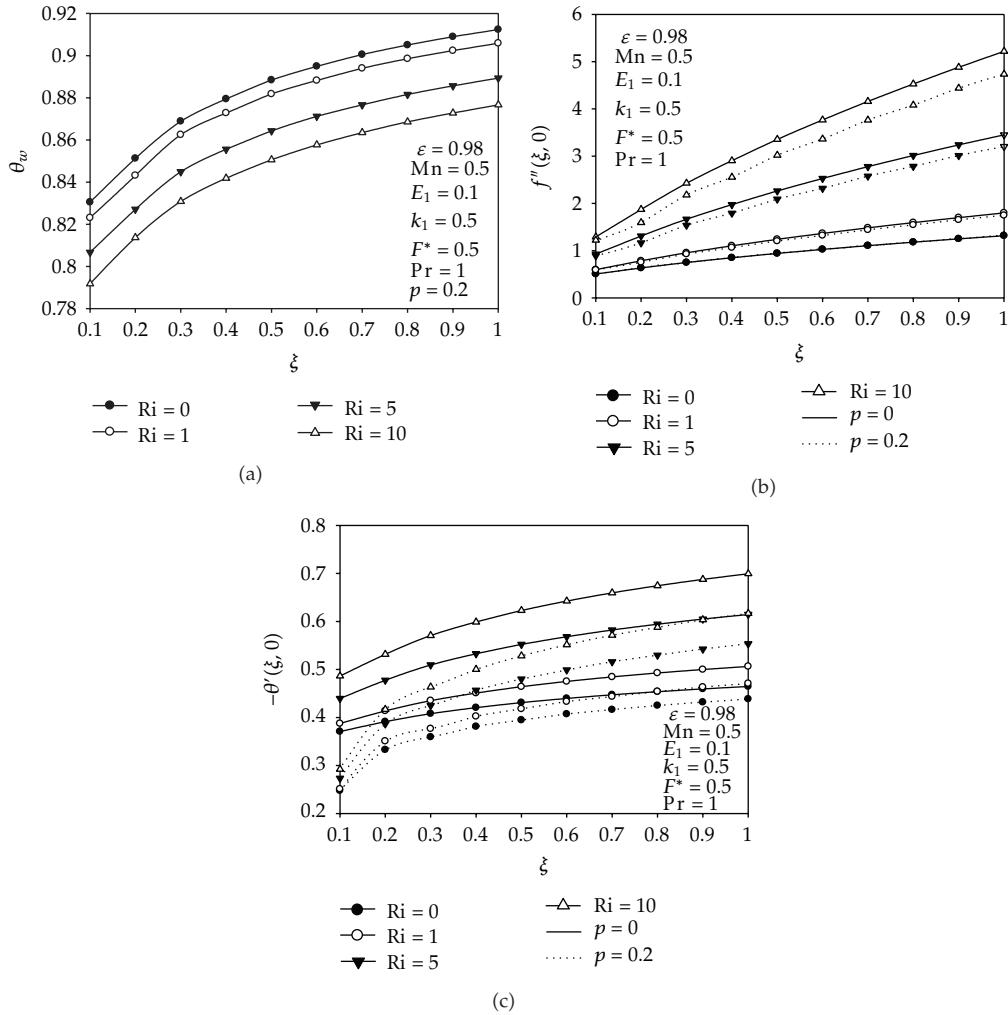 0.92
0.9
0.88
0.86
0.84
0.82
0.8
0.78
θw
ε = 0.98
Mn = 0.5
E1 = 0.1
k1 = 0.5
F* = 0.5
Pr = 1
p = 0.2
0.1 0.2 0.3 0.4 0.5 0.6 0.7 0.8 0.9 1
ξ
Ri = 0
Ri = 1
Ri = 5
Ri = 10
(a)
6
5
4
3
2
1
0
f″(ξ, 0)
ε = 0.98
Mn = 0.5
E1 = 0.1
k1 = 0.5
F* = 0.5
Pr = 1
0.1 0.2 0.3 0.4 0.5 0.6 0.7 0.8 0.9 1
ξ
Ri = 0
Ri = 1
Ri = 5
Ri = 10
p = 0
p = 0.2
(b)
0.8
0.7
0.6
0.5
0.4
0.3
0.2
−θ′(ξ, 0)
ε = 0.98
Mn = 0.5
E1 = 0.1
k1 = 0.5
F* = 0.5
Pr = 1
0.1 0.2 0.3 0.4 0.5 0.6 0.7 0.8 0.9 1
ξ
Ri = 0
Ri = 1
Ri = 5
Ri = 10
p = 0
p = 0.2
(c)